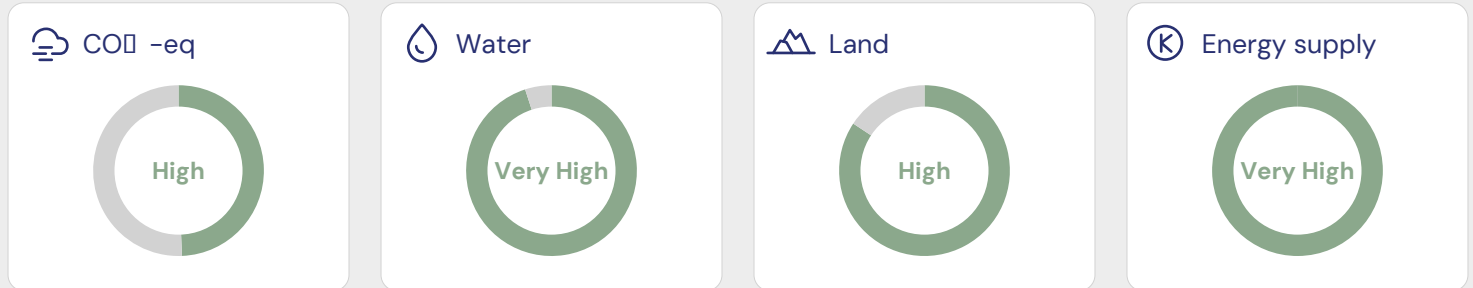 CO▯ -eq
Water
Land
Energy supply
High
Very High
High
Very High